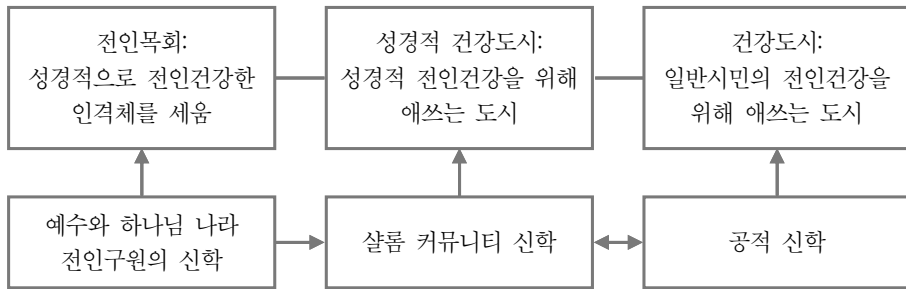 전인목회:
성경적으로 전인건강한
인격체를 세움
성경적 건강도시:
성경적 전인건강을 위해
애쓰는 도시
건강도시:
일반시민의 전인건강을
위해 애쓰는 도시
예수와 하나님 나라
전인구원의 신학
샬롬 커뮤니티 신학
공적 신학